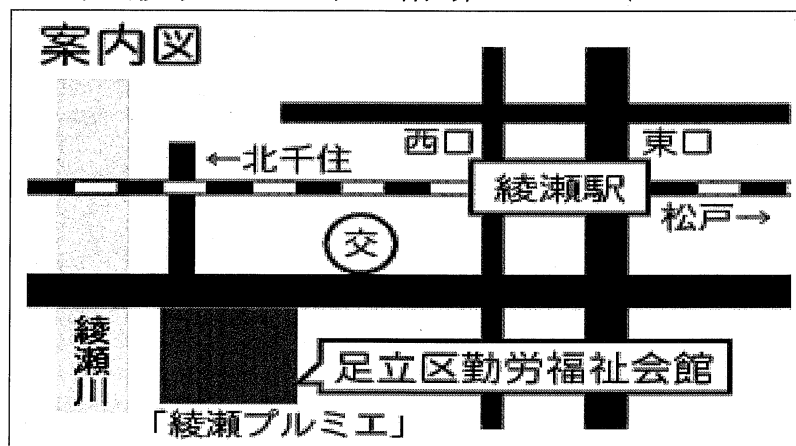 案内図
西口
東口
←北千住
綾瀬駅
松戸→
交
綾瀬川
足立区勤労福祉会館
「綾瀬プルミエ」